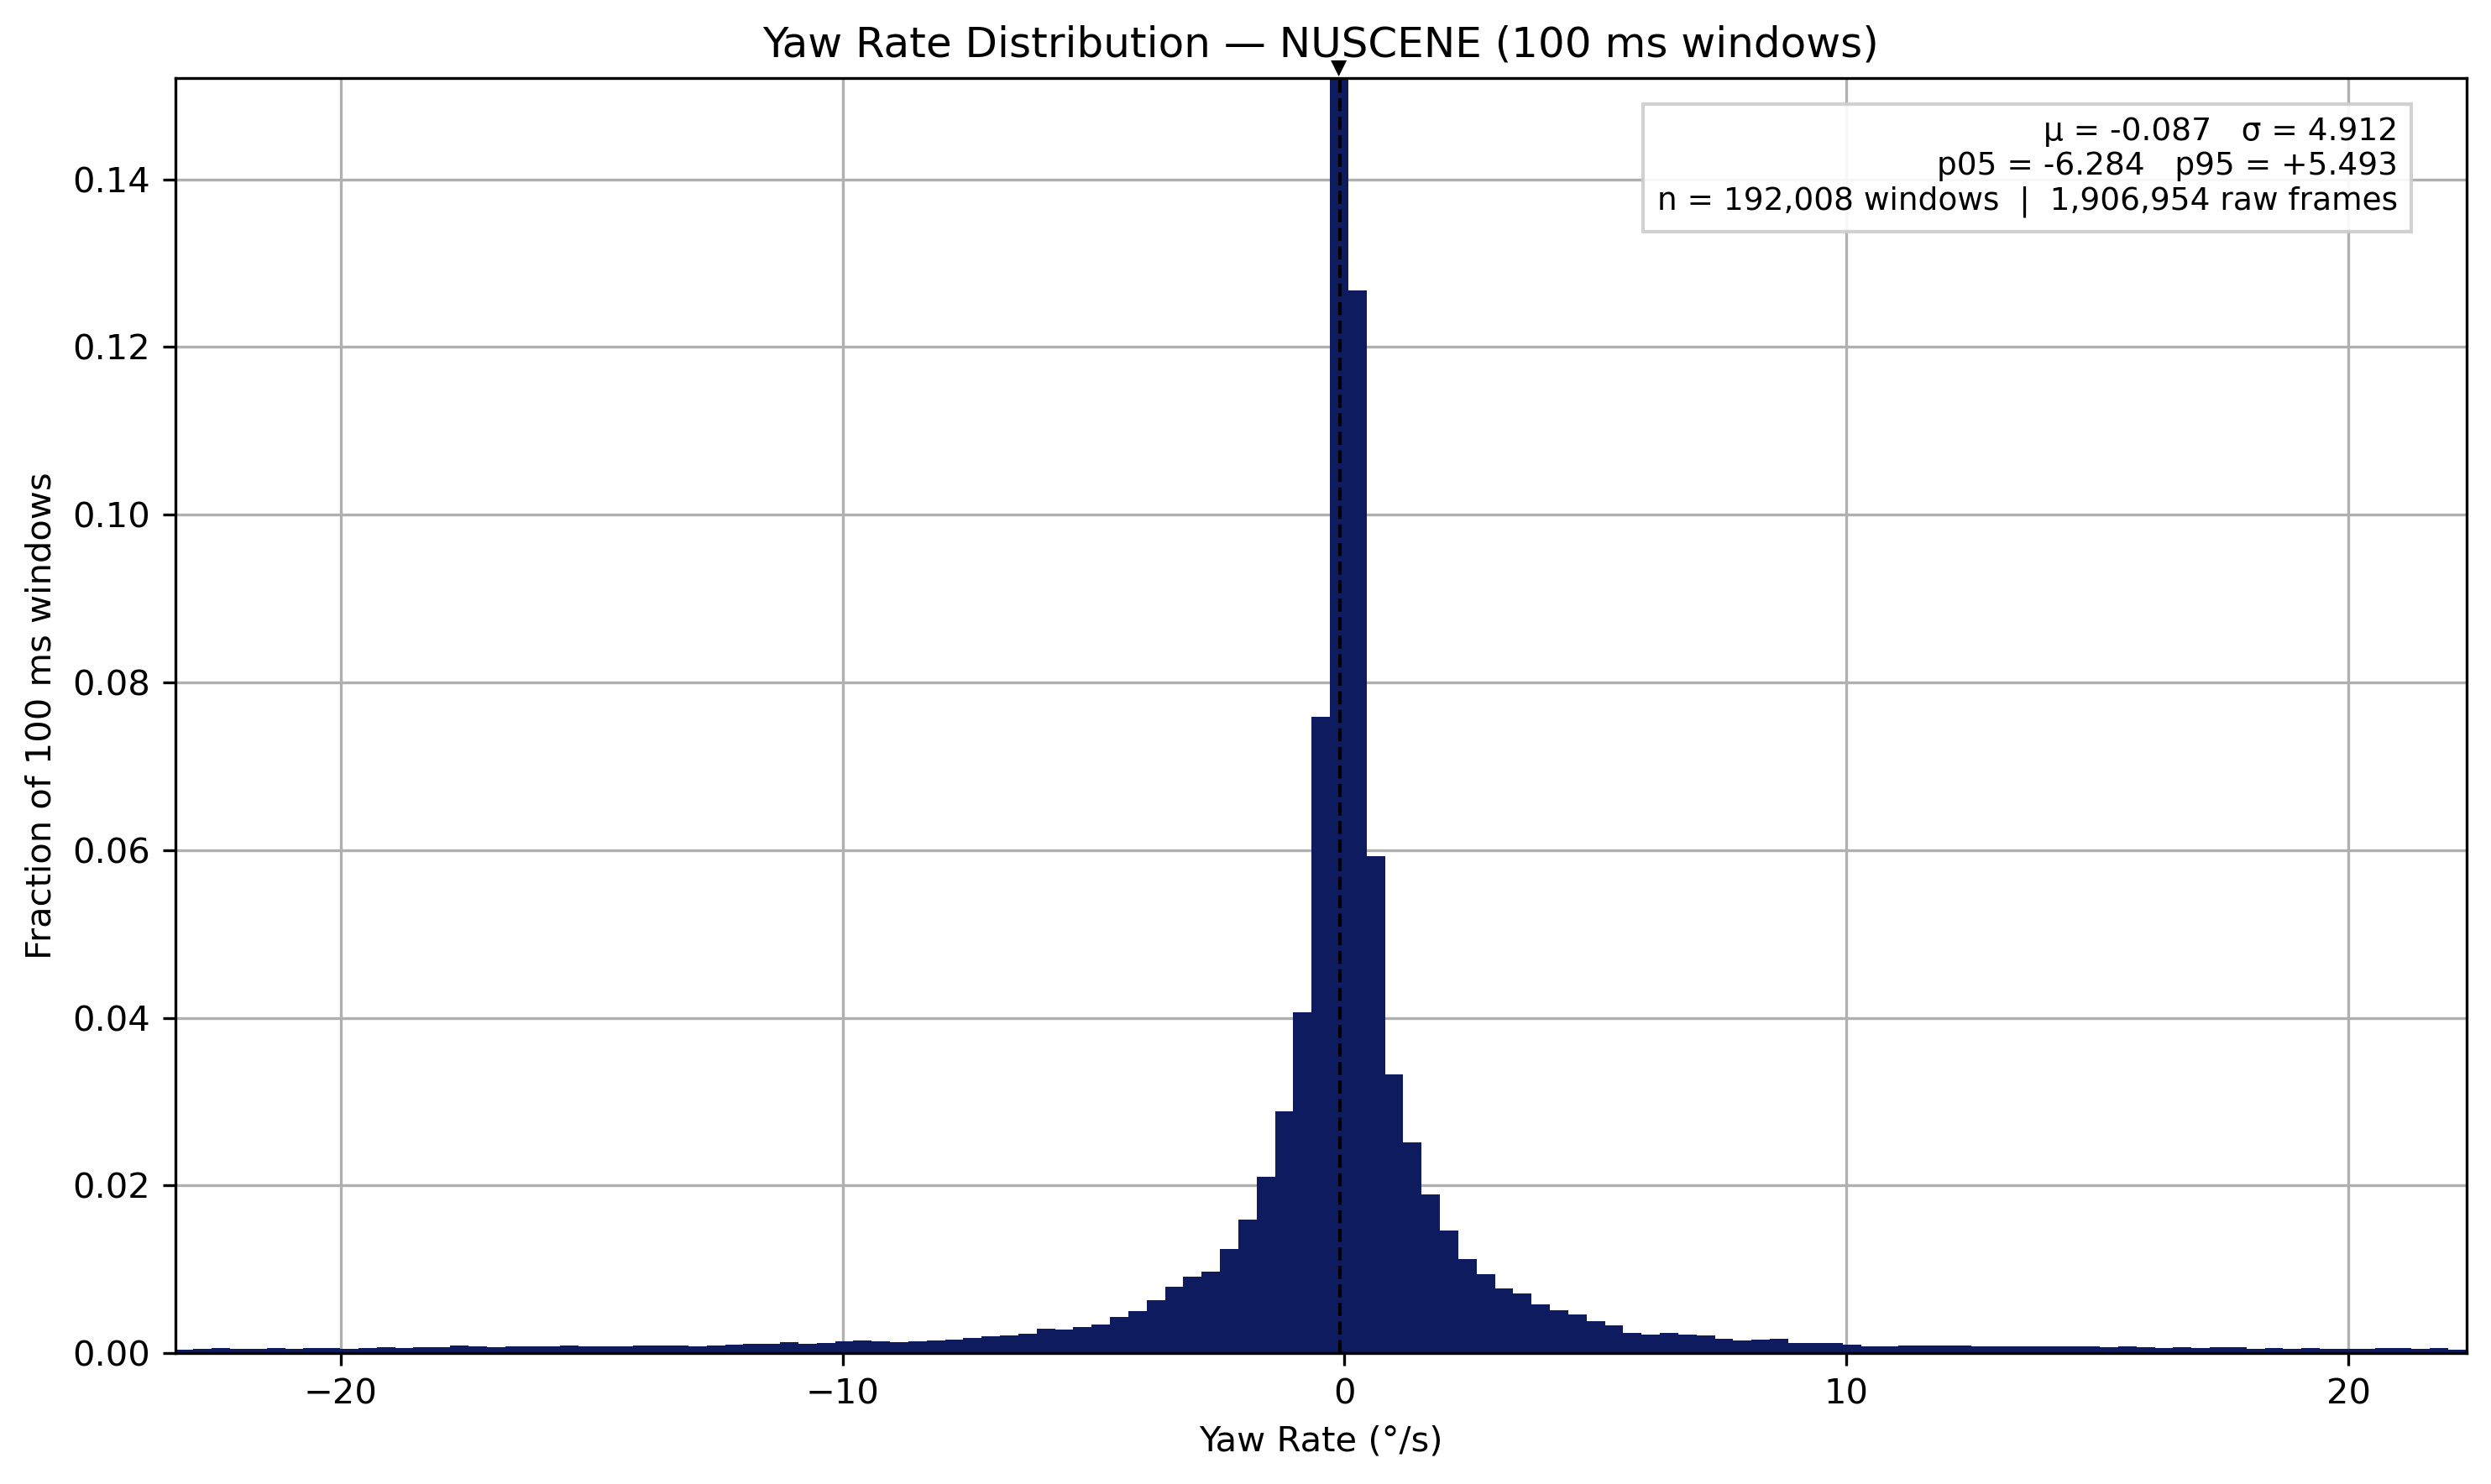 Yaw Rate Distribution — NUSCENE (100 ms windows)
μ = -0.087   σ = 4.912
p05 = -6.284   p95 = +5.493
n = 192,008 windows  |  1,906,954 raw frames
0.14
0.12
0.10
0.08
0.06
0.04
0.02
0.00
Fraction of 100 ms windows
−20
−10
0
10
20
Yaw Rate (°/s)